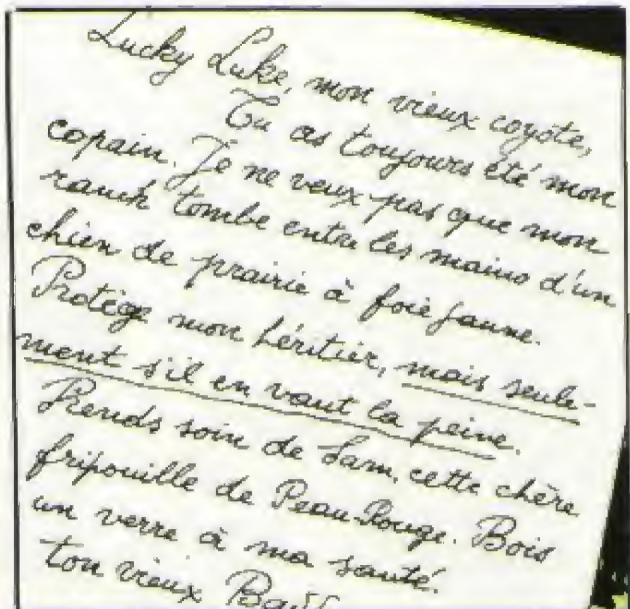 Lucky Luke, mon vieux coyote,
Tu as toujours été mon
copain. Je ne veux pas que mon
ranch tombe entre les mains d'un
chien de prairie à foie jaune.
Protège mon héritier, mais seule-
ment s'il en vaut la peine.
Prends soin de Sam, cette chère
fripouille de Peau-Rouge. Bois
un verre à ma santé.
ton vieux